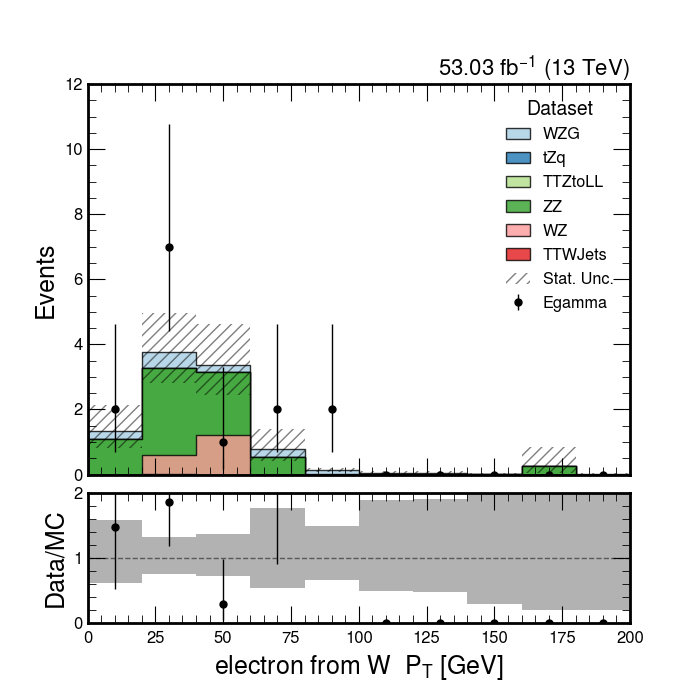 53.03 fb⁻¹ (13 TeV)
12
10
8
6
4
2
0
Events
Dataset
WZG
tZq
TTZtoLL
ZZ
WZ
TTWJets
Stat. Unc.
Egamma
2
1
0
Data/MC
0 25 50 75 100 125 150 175 200
electron from W P_T [GeV]